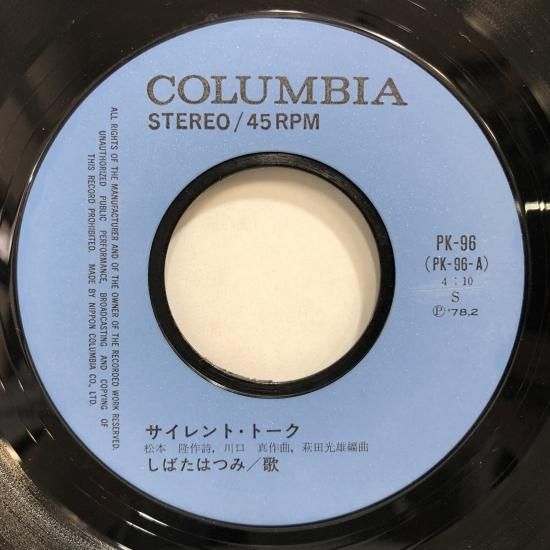 COLUMBIA
STEREO/45RPM
ALL RIGHTS OF THE MANUFACTURER AND OF THE OWNER OF THE RECORDED WORK RESERVED.
UNAUTHORIZED PUBLIC PERFORMANCE, BROADCASTING AND COPYING OF
THIS RECORD PROHIBITED. MADE BY NIPPON COLUMBIA CO., LTD.
PK-96
(PK-96-A)
4:10
S
Ⓟ'78.2
サイレント・トーク
松本 隆作詩, 川口 真作曲, 萩田光雄編曲
しばたはつみ/歌